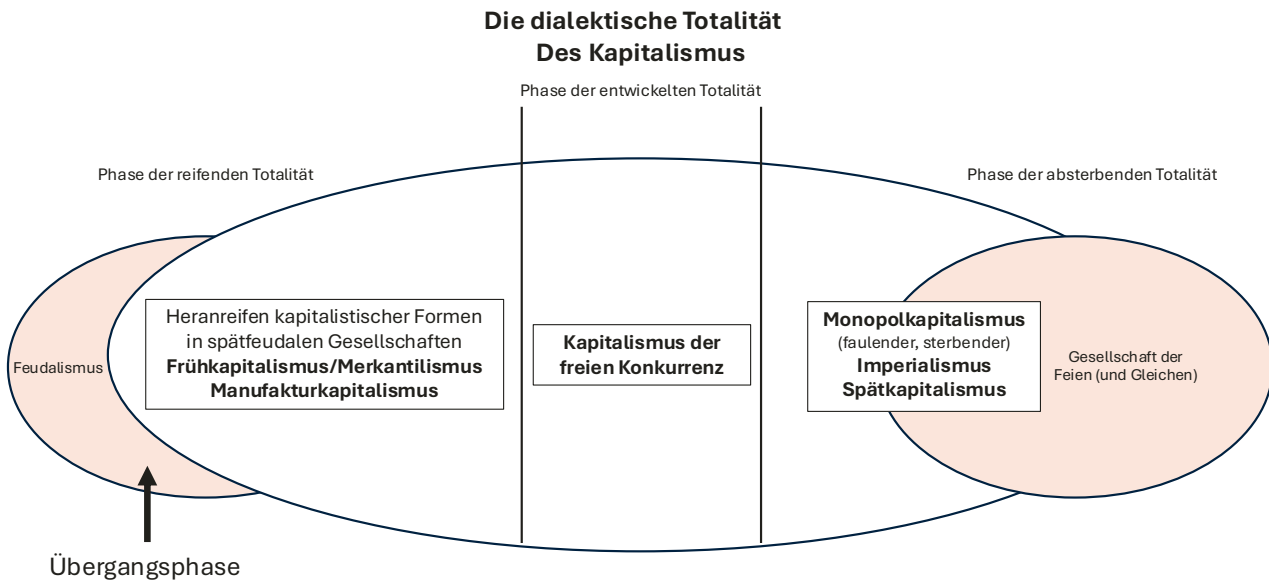 Die dialektische Totalität
Des Kapitalismus
Phase der entwickelten Totalität
Phase der reifenden Totalität
Phase der absterbenden Totalität
Feudalismus
Heranreifen kapitalistischer Formen
in spätfeudalen Gesellschaften
Frühkapitalismus/Merkantilismus
Manufakturkapitalismus
Kapitalismus der
freien Konkurrenz
Monopolkapitalismus
(faulender, sterbender)
Imperialismus
Spätkapitalismus
Gesellschaft der
Feien (und Gleichen)
Übergangsphase